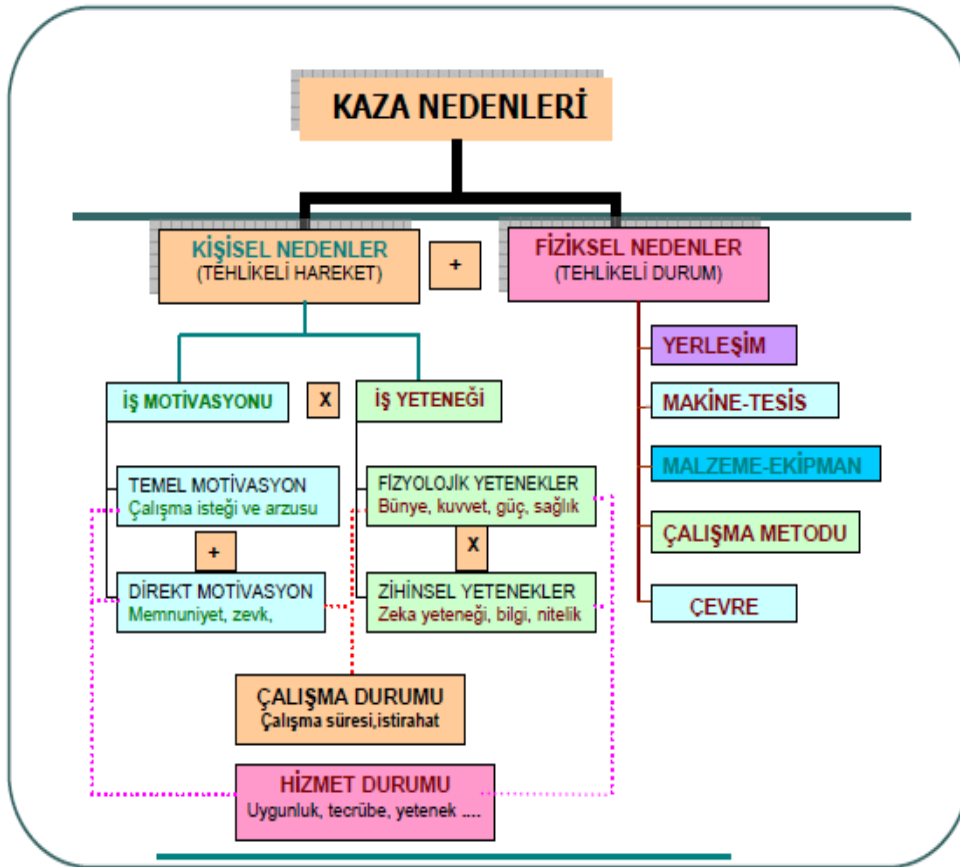 KAZA NEDENLERİ
KİŞİSEL NEDENLER
(TEHLİKELİ HAREKET)
+
FİZİKSEL NEDENLER
(TEHLİKELİ DURUM)
İŞ MOTİVASYONU
X
İŞ YETENEĞİ
TEMEL MOTİVASYON
Çalışma isteği ve arzusu
+
DİREKT MOTİVASYON
Memnuniyet, zevk,
FİZYOLOJİK YETENEKLER
Bünye, kuvvet, güç, sağlık
X
ZİHİNSEL YETENEKLER
Zeka yeteneği, bilgi, nitelik
YERLEŞİM
MAKİNE-TESİS
MALZEME-EKİPMAN
ÇALIŞMA METODU
ÇEVRE
ÇALIŞMA DURUMU
Çalışma süresi,istirahat
HİZMET DURUMU
Uygunluk, tecrübe, yetenek ....